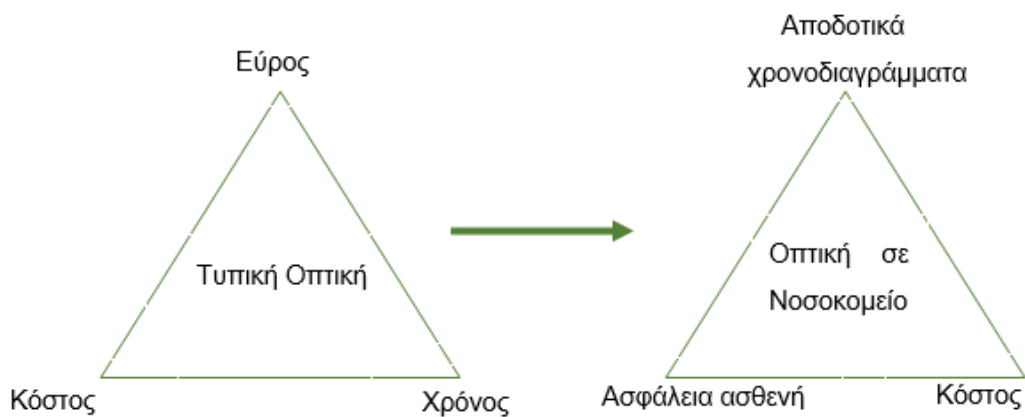 Εύρος
Τυπική Οπτική
Κόστος
Χρόνος
Αποδοτικά
χρονοδιαγράμματα
Οπτική σε
Νοσοκομείο
Ασφάλεια ασθενή
Κόστος